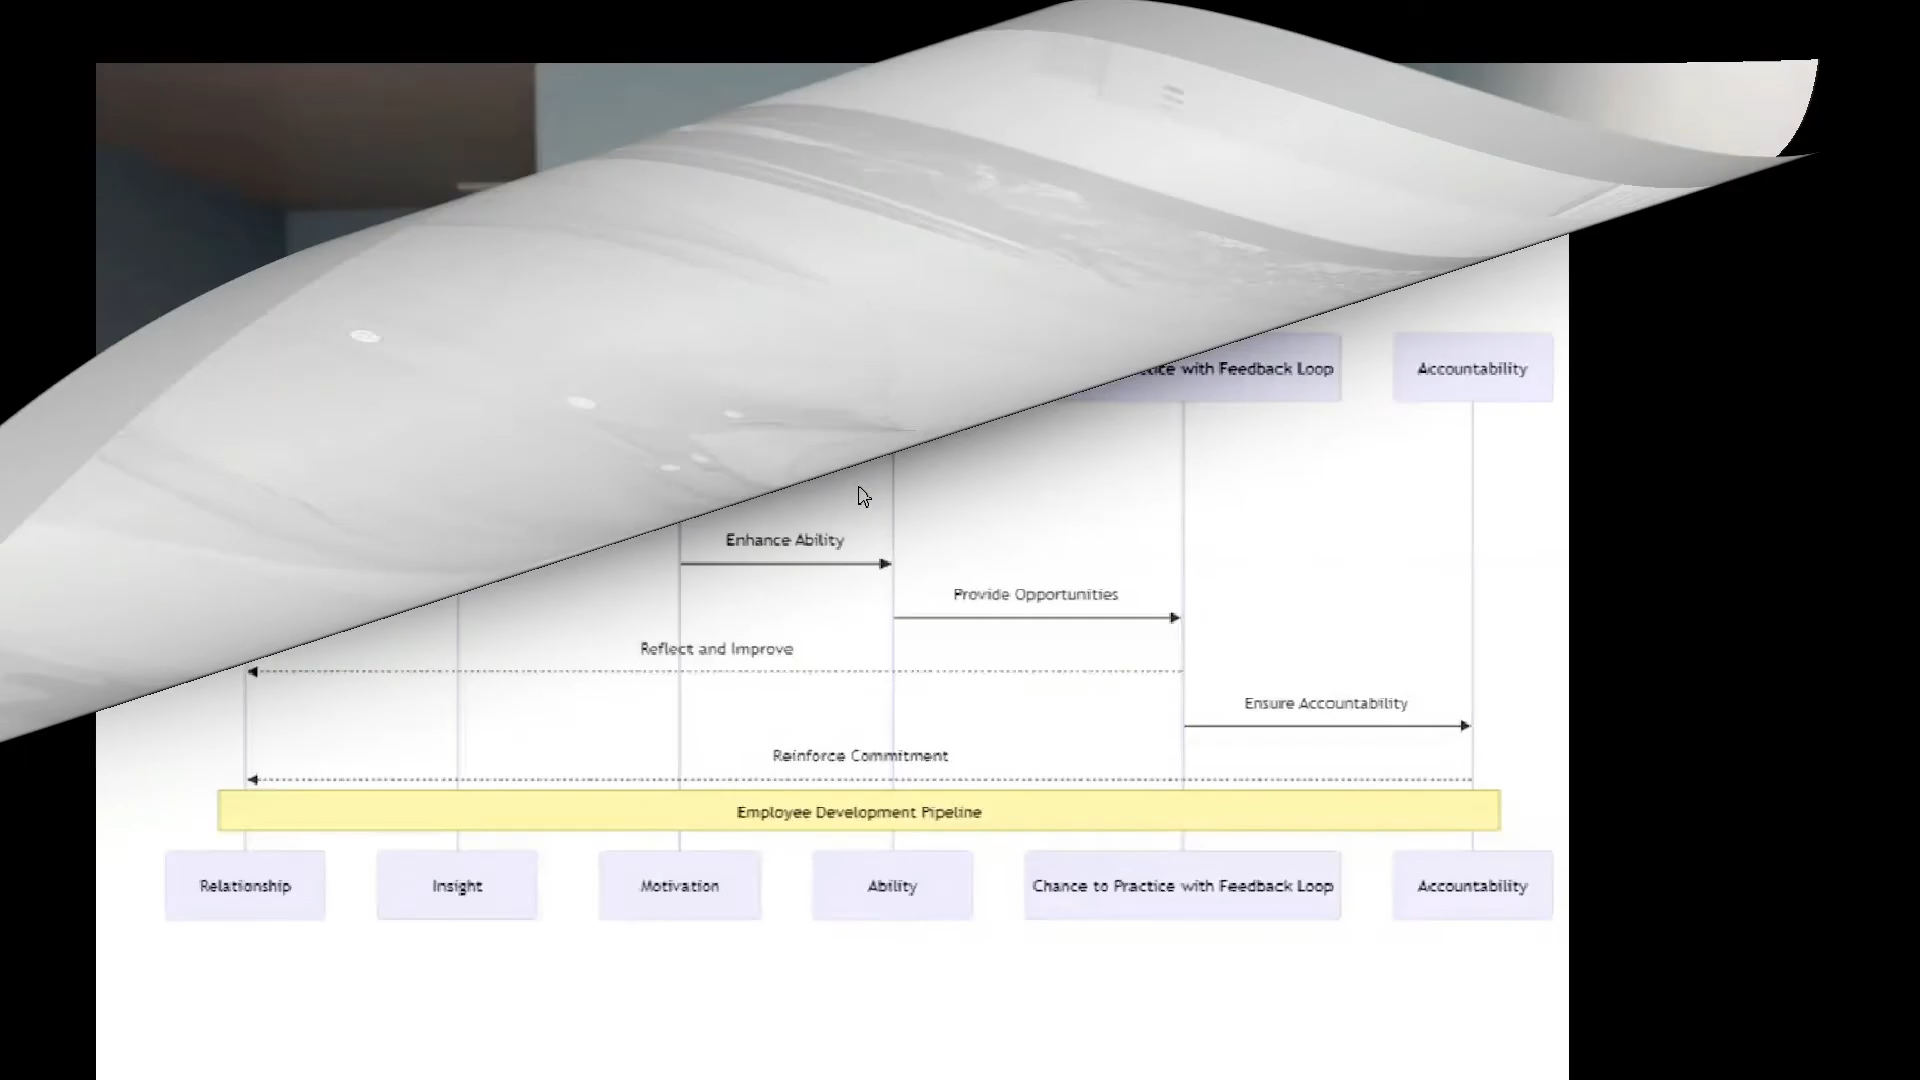 ice with Feedback Loop
Accountability
Enhance Ability
Provide Opportunities
Reflect and Improve
Ensure Accountability
Reinforce Commitment
Employee Development Pipeline
Relationship
Insight
Motivation
Ability
Chance to Practice with Feedback Loop
Accountability